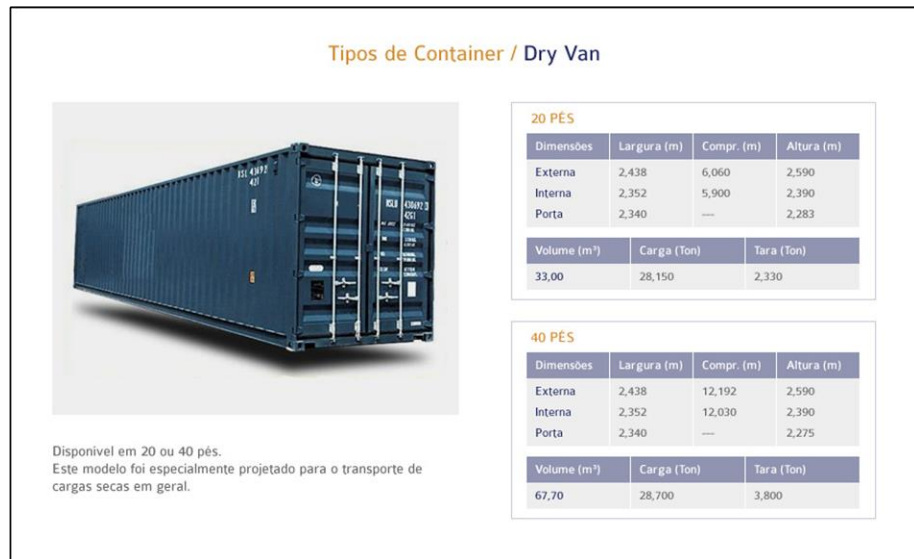 Tipos de Container / Dry Van
42G1
20 PÉS
Dimensões Largura (m) Compr. (m) Altura (m)
Externa 2,438 6,060 2,590
Interna 2,352 5,900 2,390
Porta 2,340 --- 2,283
Volume (m³) Carga (Ton) Tara (Ton)
33,00 28,150 2,330
40 PÉS
Dimensões Largura (m) Compr. (m) Altura (m)
Externa 2,438 12,192 2,590
Interna 2,352 12,030 2,390
Porta 2,340 --- 2,275
Volume (m³) Carga (Ton) Tara (Ton)
67,70 28,700 3,800
Disponível em 20 ou 40 pés.
Este modelo foi especialmente projetado para o transporte de
cargas secas em geral.